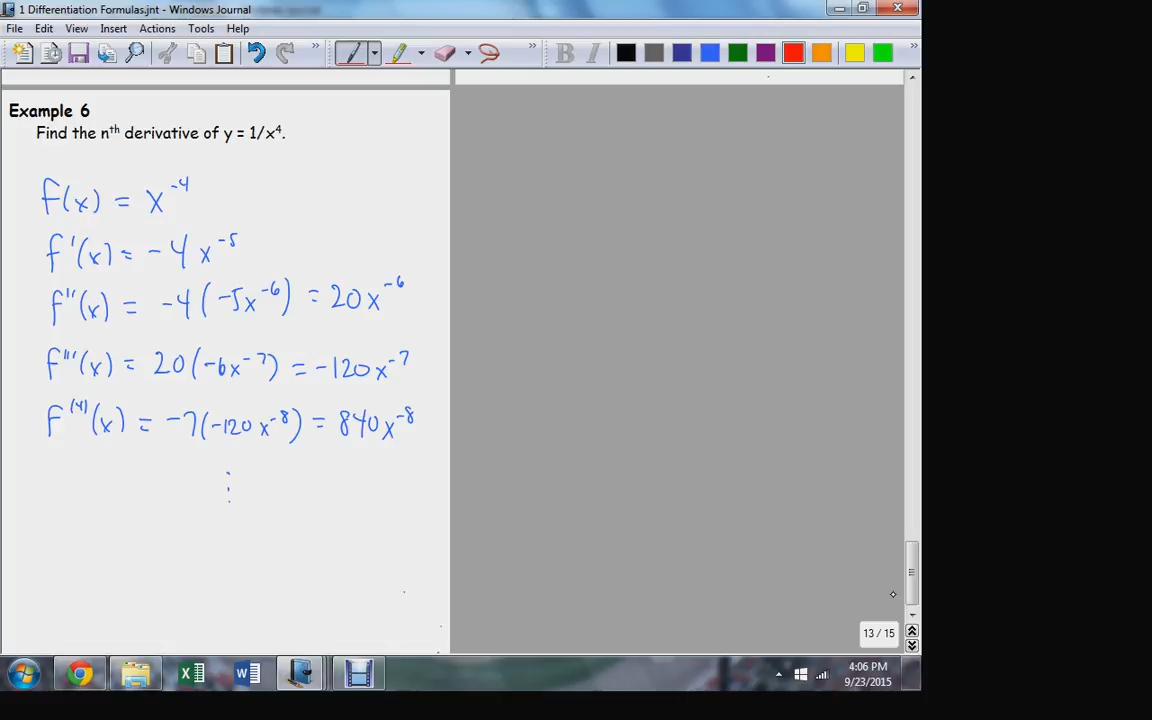 1 Differentiation Formulas.jnt - Windows Journal
File Edit View Insert Actions Tools Help
B I
Example 6
Find the nᵗʰ derivative of y = 1/x⁴.
f(x) = x⁻⁴
f'(x) = -4x⁻⁵
f''(x) = -4(-5x⁻⁶) = 20x⁻⁶
f'''(x) = 20(-6x⁻⁷) = -120x⁻⁷
f⁽⁴⁾(x) = -7(-120x⁻⁸) = 840x⁻⁸
⋮
13 / 15
4:06 PM
9/23/2015